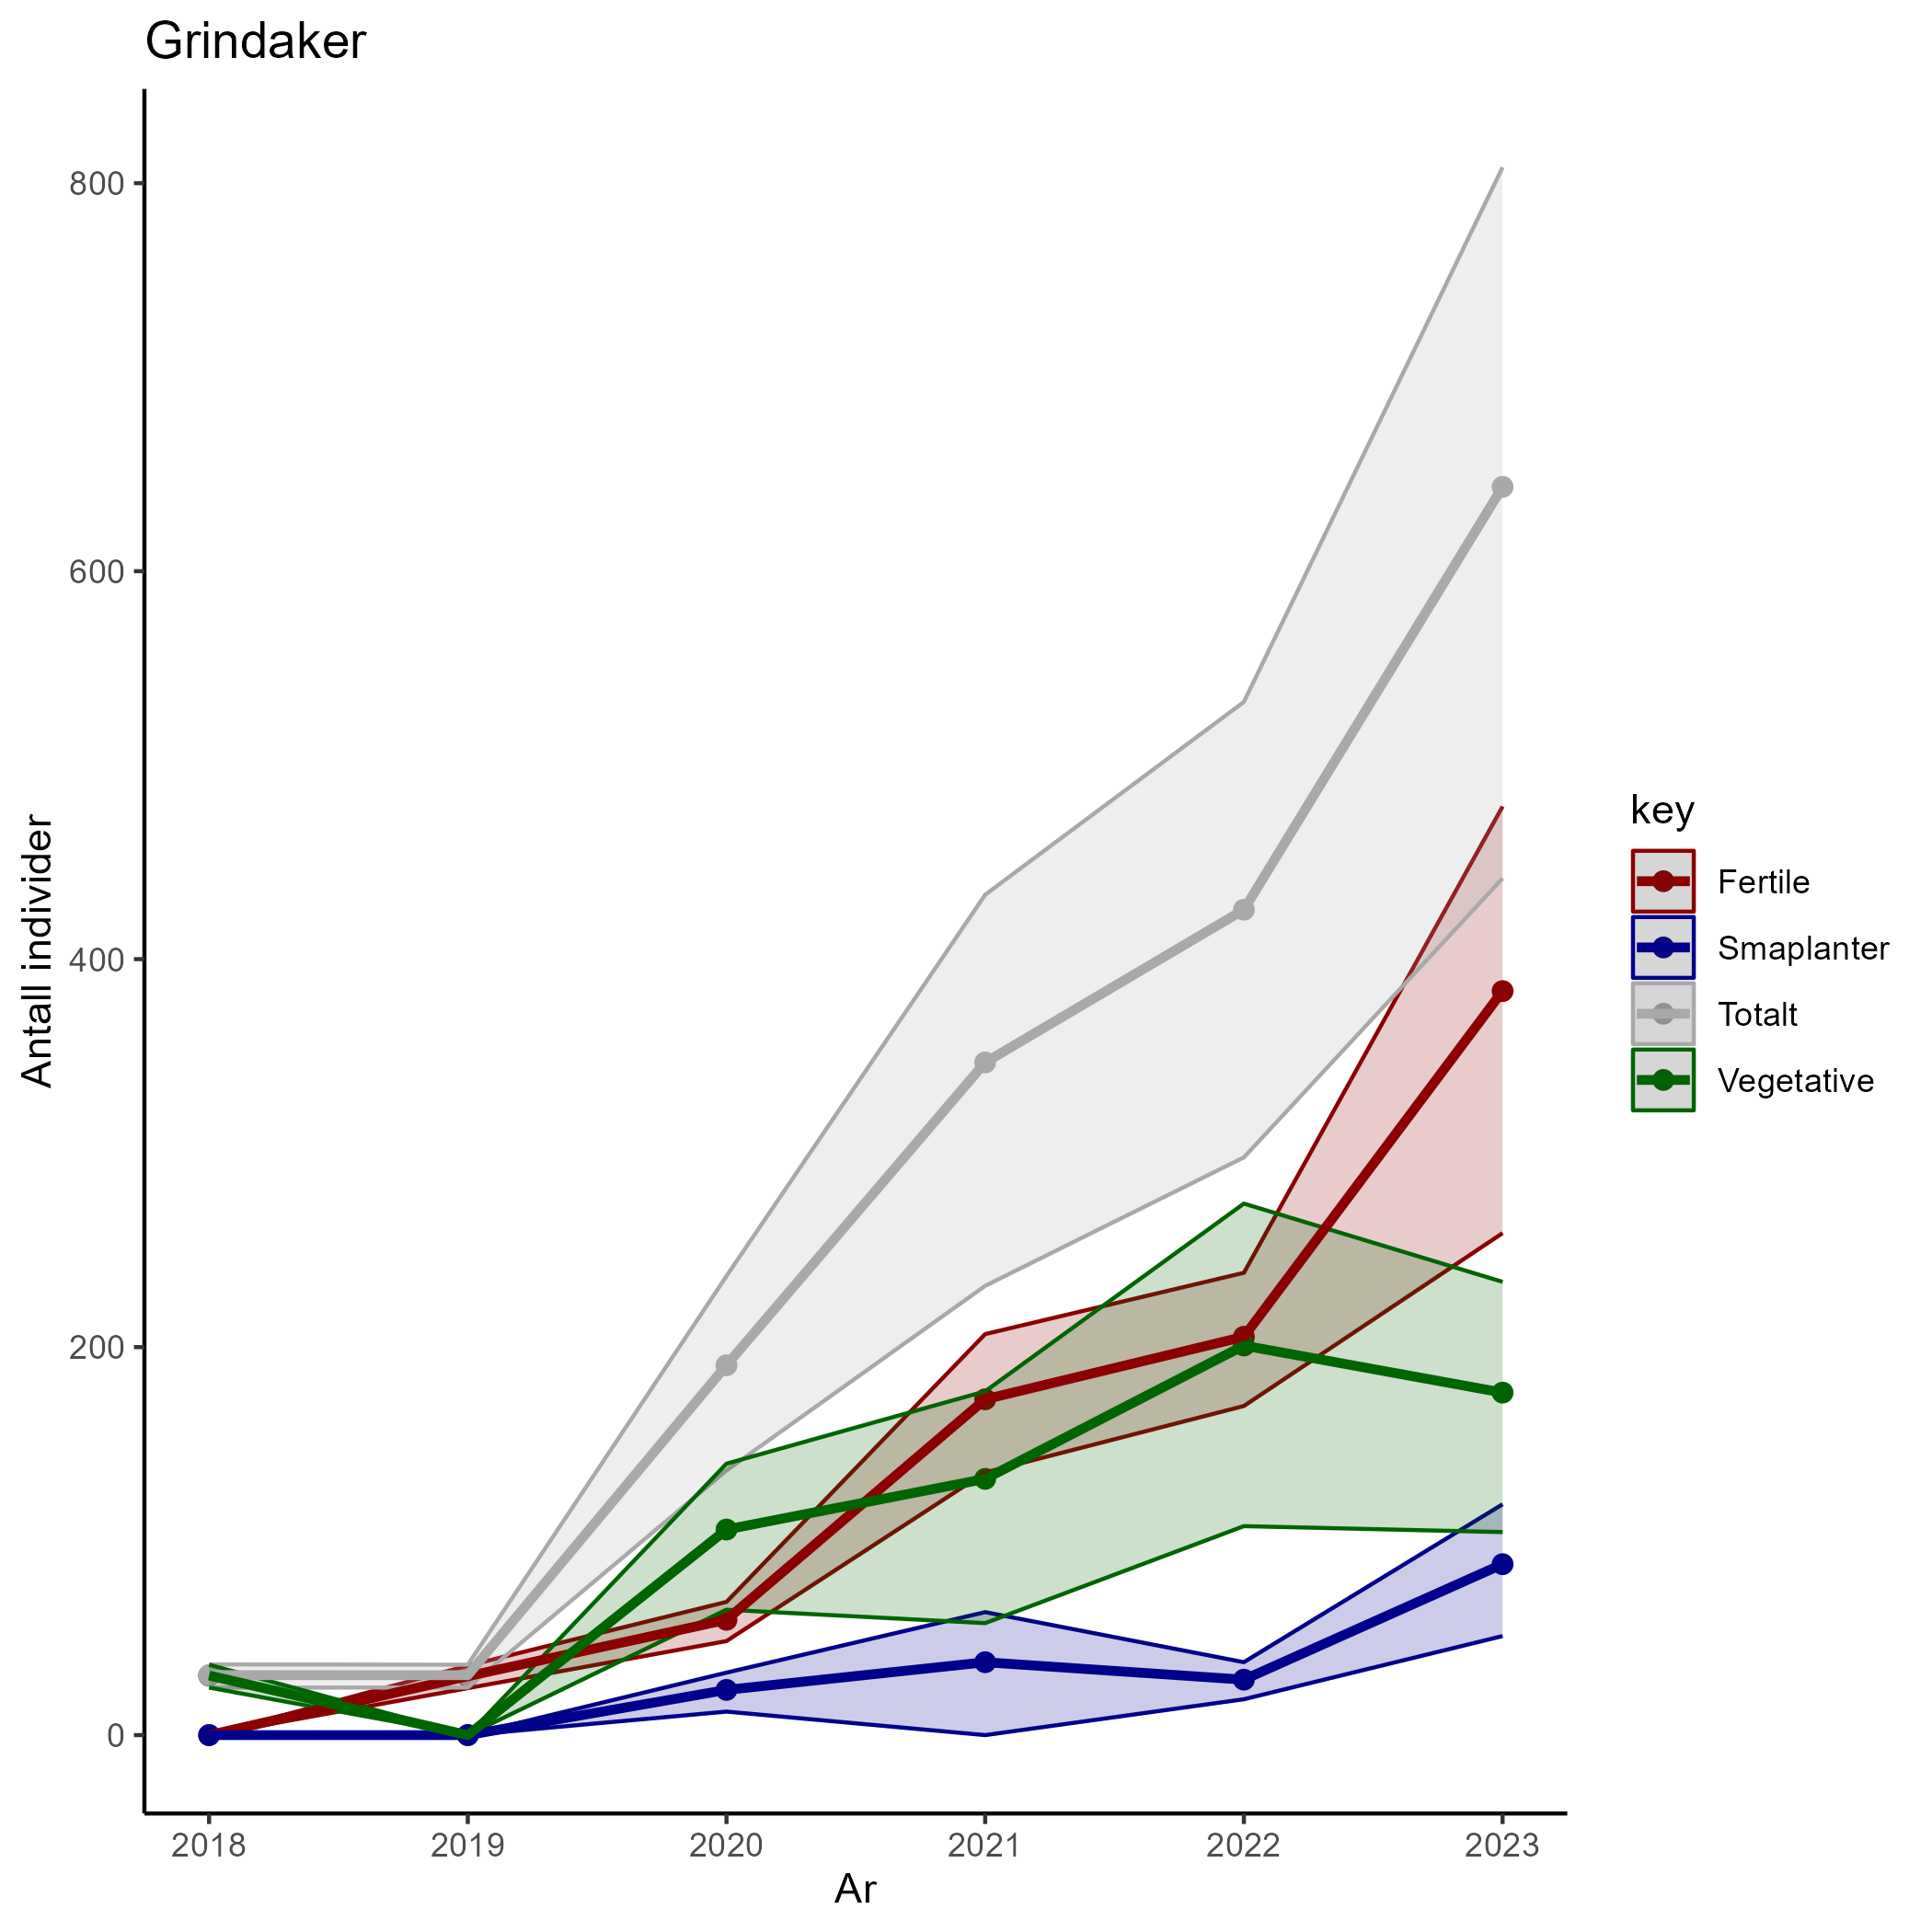 Grindaker
Antall individer
800
600
400
200
0
2018 2019 2020 2021 2022 2023
Ar
key
Fertile
Smaplanter
Totalt
Vegetative